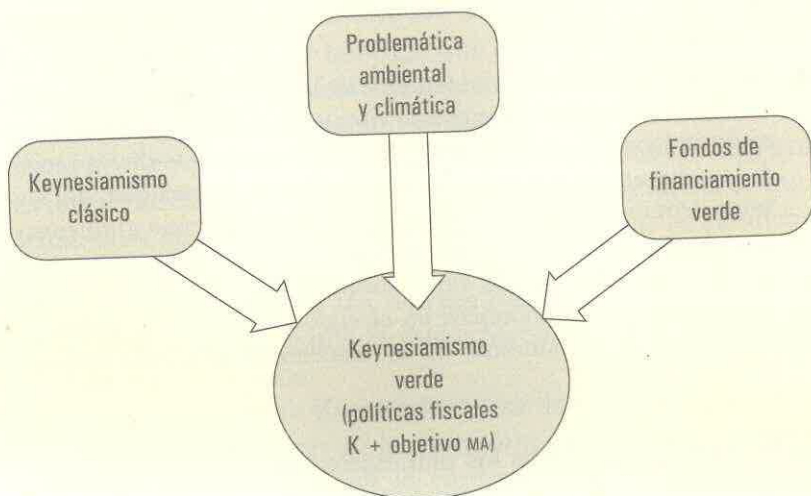 Problemática
ambiental
y climática
Keynesiamismo
clásico
Fondos de
financiamiento
verde
Keynesiamismo
verde
(políticas fiscales
K + objetivo MA)